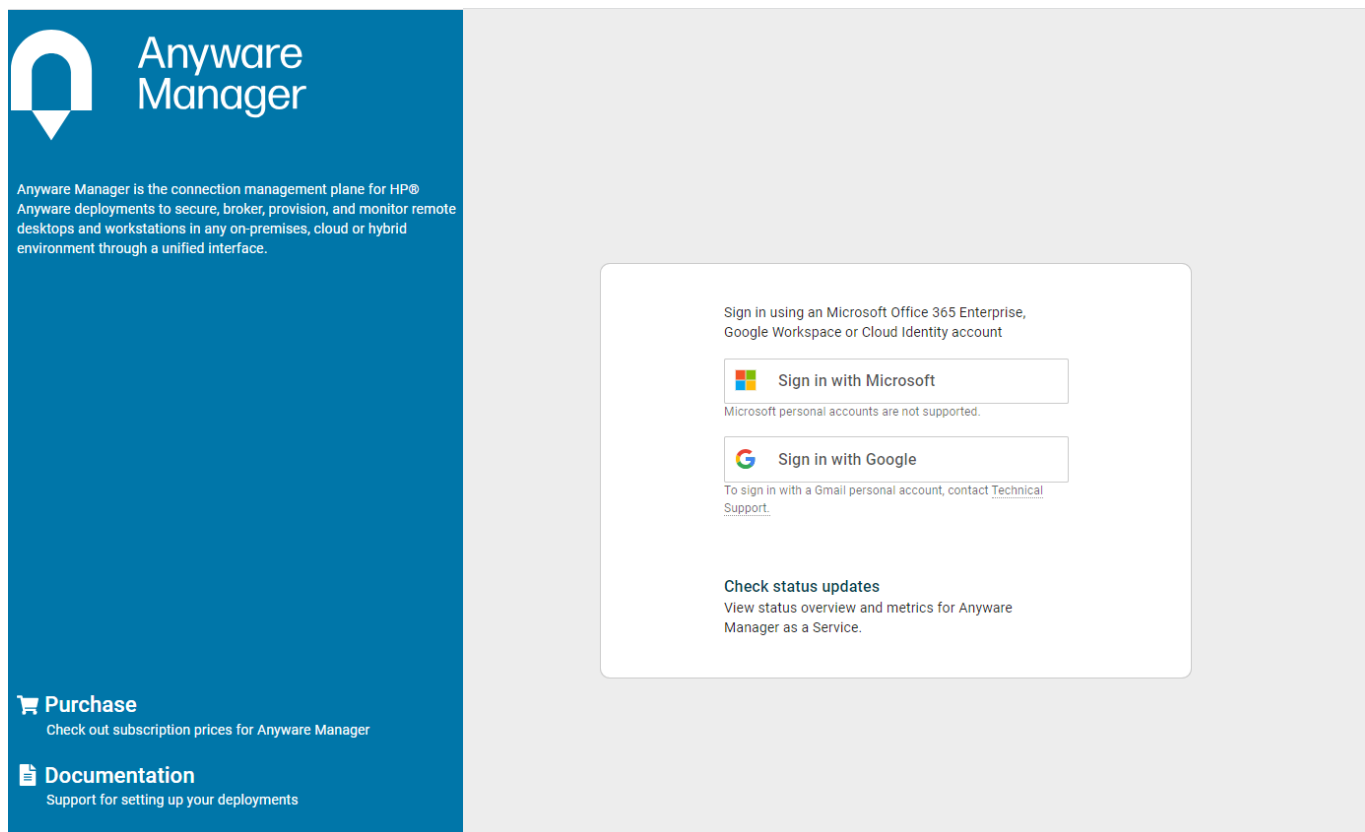 Anyware
Manager
Anyware Manager is the connection management plane for HP®
Anyware deployments to secure, broker, provision, and monitor remote
desktops and workstations in any on-premises, cloud or hybrid
environment through a unified interface.
Purchase
Check out subscription prices for Anyware Manager
Documentation
Support for setting up your deployments
Sign in using an Microsoft Office 365 Enterprise,
Google Workspace or Cloud Identity account
Sign in with Microsoft
Microsoft personal accounts are not supported.
Sign in with Google
To sign in with a Gmail personal account, contact Technical
Support.
Check status updates
View status overview and metrics for Anyware
Manager as a Service.